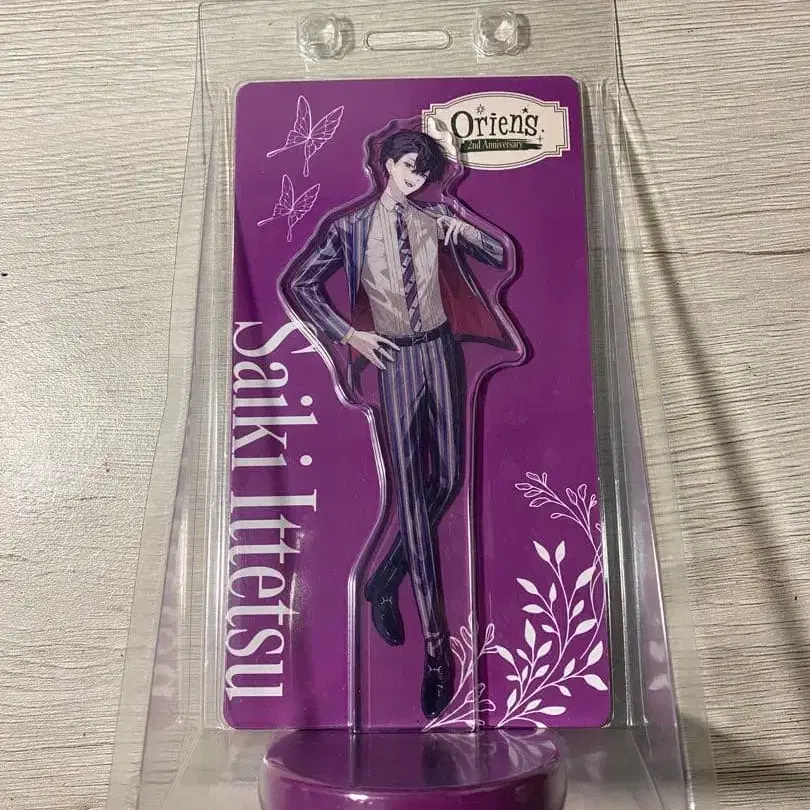 Oriens
2nd Anniversary
Saiki Ittetsu